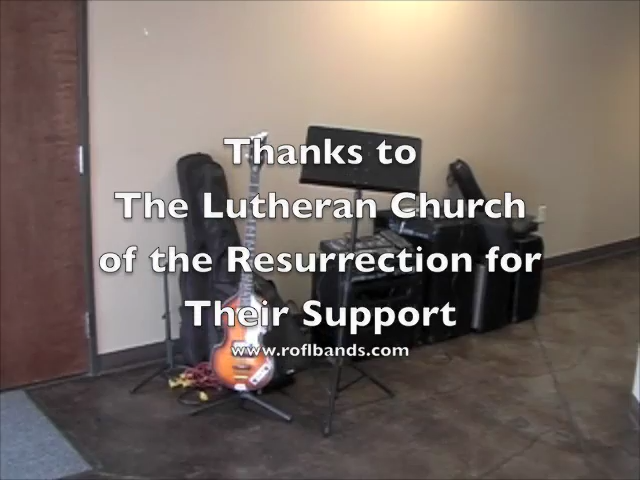 Thanks to
The Lutheran Church
of the Resurrection for
Their Support
www.roflbands.com